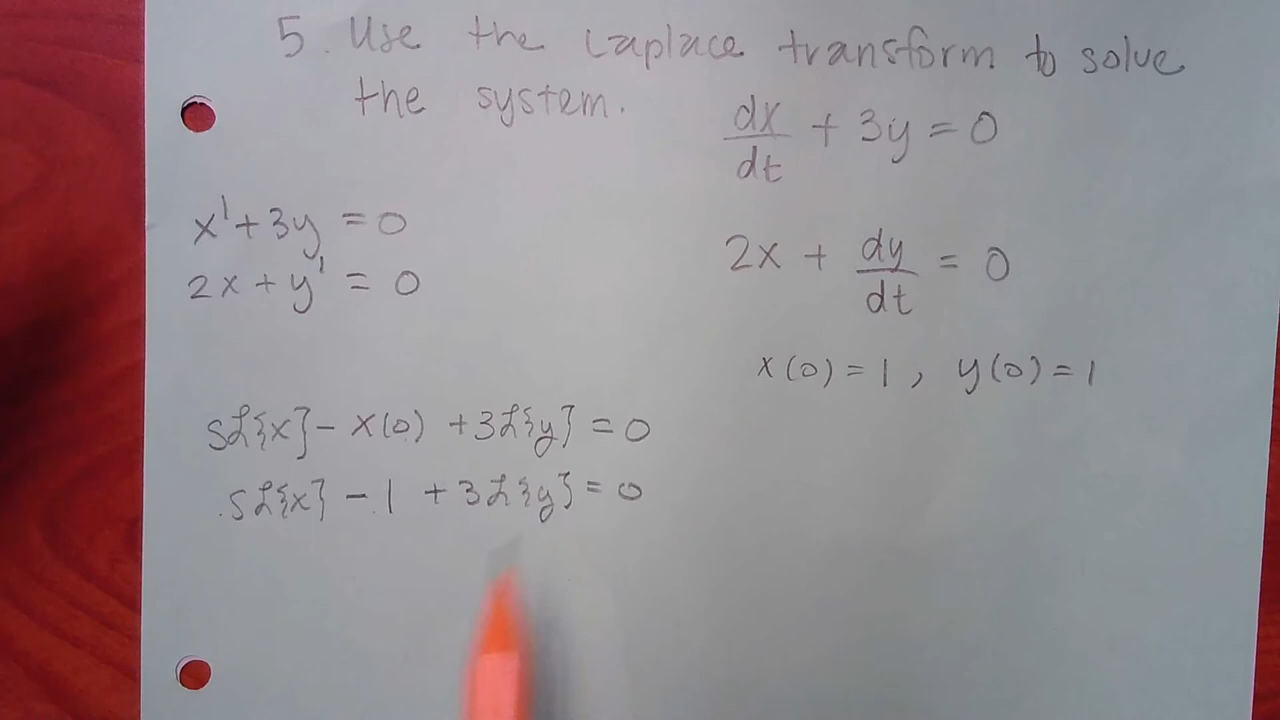 5. Use the Laplace transform to solve
the system.
dx/dt + 3y = 0
x' + 3y = 0
2x + y' = 0
2x + dy/dt = 0
x(0) = 1, y(0) = 1
sℒ{x} - x(0) + 3ℒ{y} = 0
sℒ{x} - 1 + 3ℒ{y} = 0